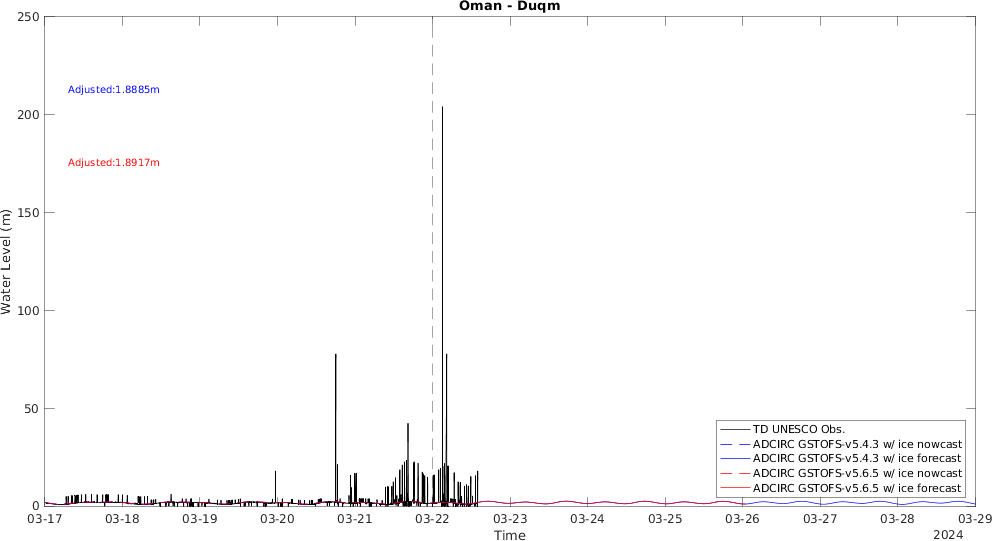 Oman - Duqm
250
200
150
100
50
0
Water Level (m)
Adjusted:1.8885m
Adjusted:1.8917m
TD UNESCO Obs.
ADCIRC GSTOFS-v5.4.3 w/ ice nowcast
ADCIRC GSTOFS-v5.4.3 w/ ice forecast
ADCIRC GSTOFS-v5.6.5 w/ ice nowcast
ADCIRC GSTOFS-v5.6.5 w/ ice forecast
03-17 03-18 03-19 03-20 03-21 03-22 03-23 03-24 03-25 03-26 03-27 03-28 03-29
Time
2024